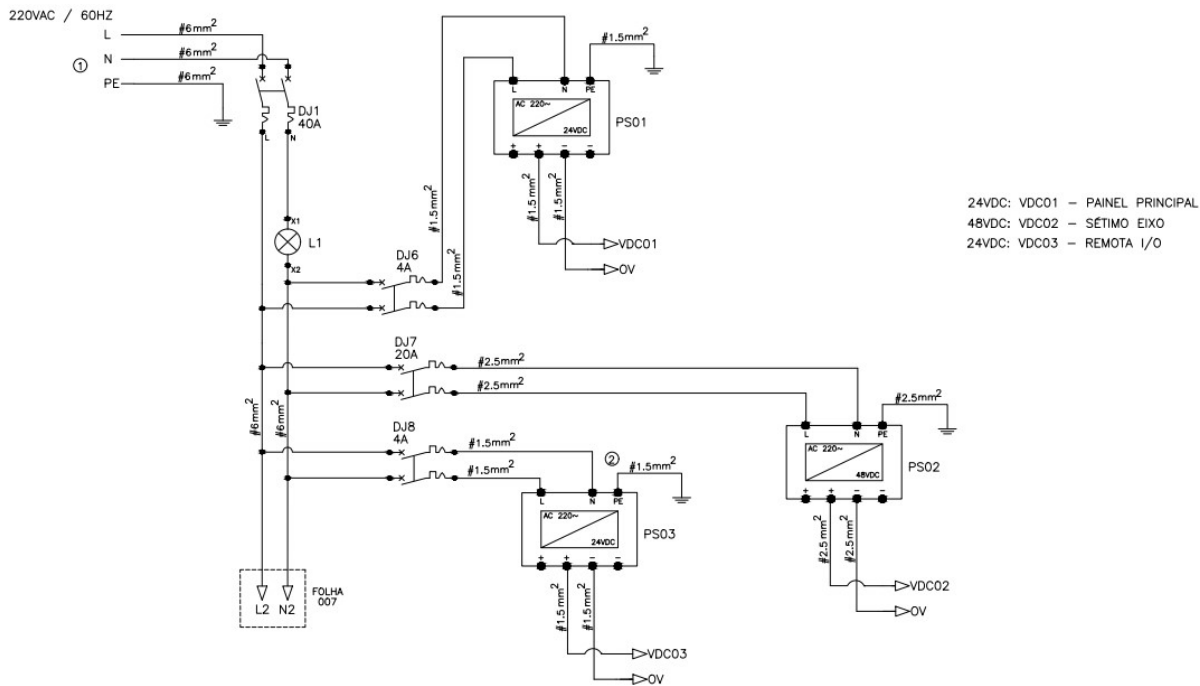 220VAC / 60HZ
L #6mm²
N #6mm²
PE #6mm²
①
DJ1
40A
L N
X1
L1
X2
#1.5mm²
#1.5mm²
#1.5mm²
L N PE
AC 220~
24VDC
PS01
+ + − −
#1.5mm²
#1.5mm²
VDC01
0V
24VDC: VDC01 − PAINEL PRINCIPAL
48VDC: VDC02 − SÉTIMO EIXO
24VDC: VDC03 − REMOTA I/O
DJ6
4A
DJ7
20A
#2.5mm²
#2.5mm²
#2.5mm²
L N PE
AC 220~
48VDC
PS02
+ + − −
#2.5mm²
#2.5mm²
VDC02
0V
#6mm²
#6mm²
DJ8
4A
#1.5mm²
#1.5mm²
②
#1.5mm²
L N PE
AC 220~
24VDC
PS03
+ + − −
#1.5mm²
#1.5mm²
VDC03
0V
L2 N2
FOLHA
007